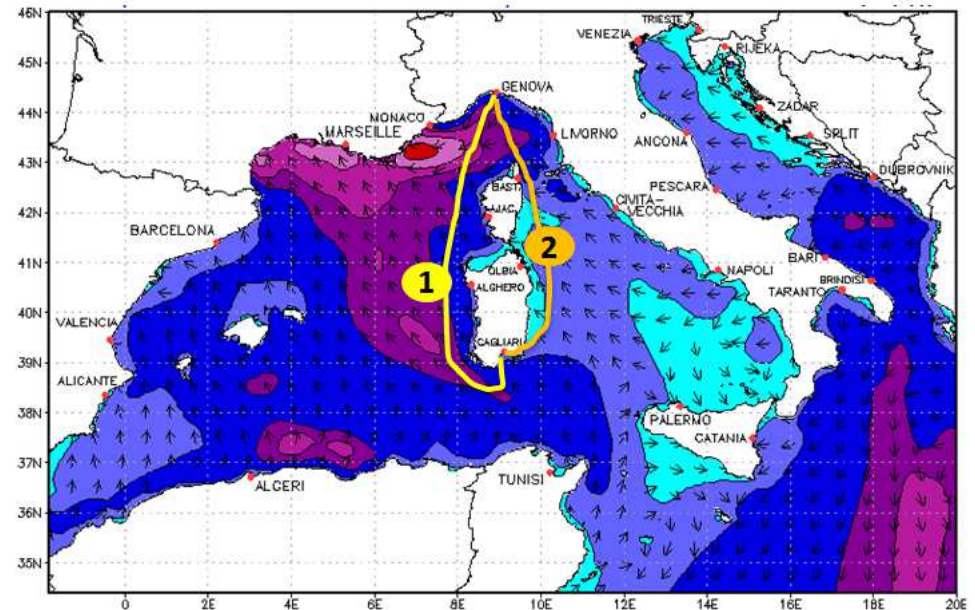 46N
TRIESTE
VENEZIA
RIJEKA
45N
GENOVA
ZADAR
44N
MONACO
MARSEILLE
LIVORNO
SPLIT
ANCONA
43N
DUBROVNIK
BAST
PESCARA
CIVITA-
VECCHIA
42N
AJAC
BARCELONA
2
BARI
41N
OLBIA
NAPOLI
BRINDISI
1
ALGHERO
TARANTO
40N
VALENCIA
CAGLIARI
39N
ALICANTE
38N
PALERMO
CATANIA
37N
ALGERI
TUNISI
36N
35N
0
2E
4E
6E
8E
10E
12E
14E
16E
18E
20E